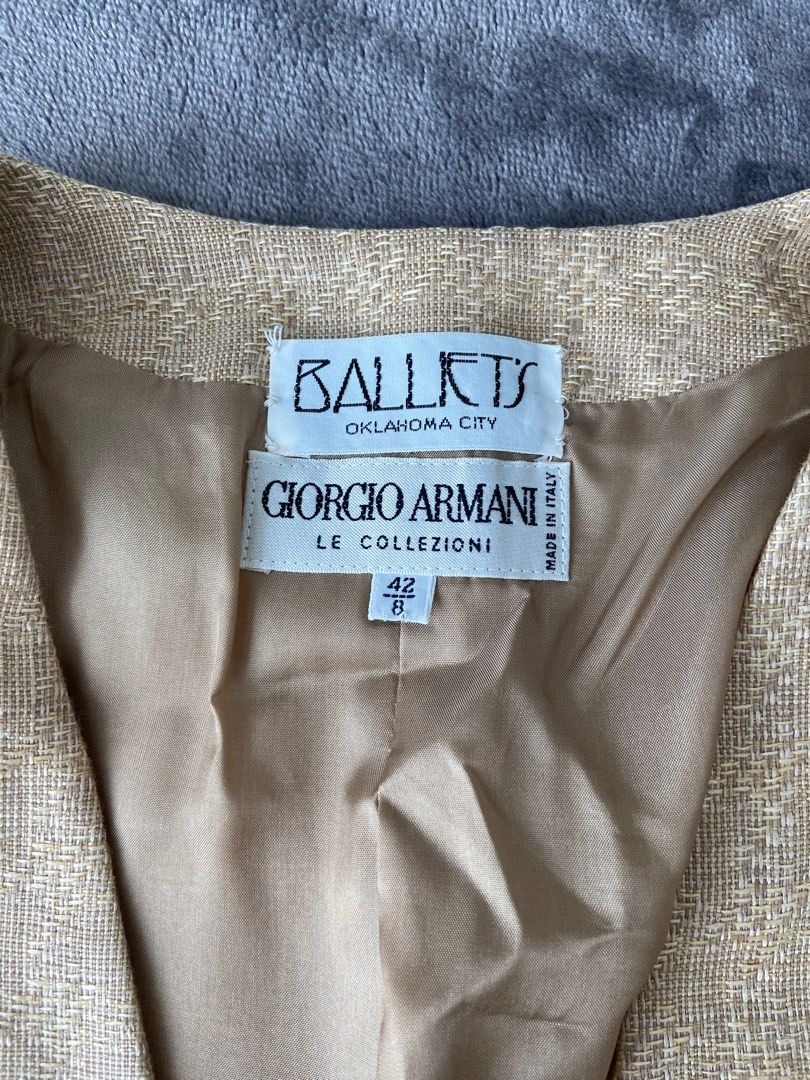 BALLIET'S
OKLAHOMA CITY
GIORGIO ARMANI
LE COLLEZIONI
MADE IN ITALY
42
8